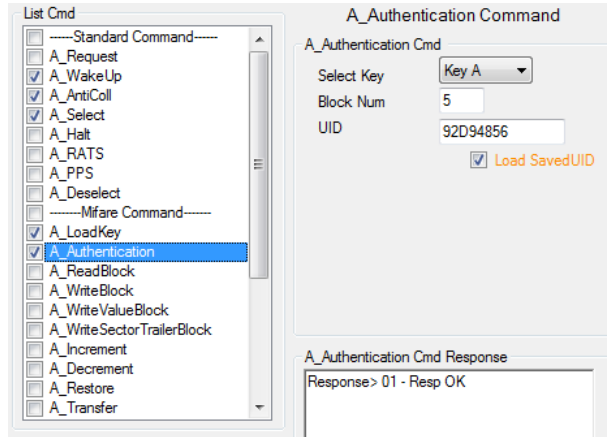 List Cmd
------Standard Command------
A_Request
A_WakeUp
A_AntiColl
A_Select
A_Halt
A_RATS
A_PPS
A_Deselect
--------Mifare Command-------
A_LoadKey
A_Authentication
A_ReadBlock
A_WriteBlock
A_WriteValueBlock
A_WriteSectorTrailerBlock
A_Increment
A_Decrement
A_Restore
A_Transfer
A_Authentication Command
A_Authentication Cmd
Select Key Key A
Block Num 5
UID 92D94856
Load SavedUID
A_Authentication Cmd Response
Response> 01 - Resp OK